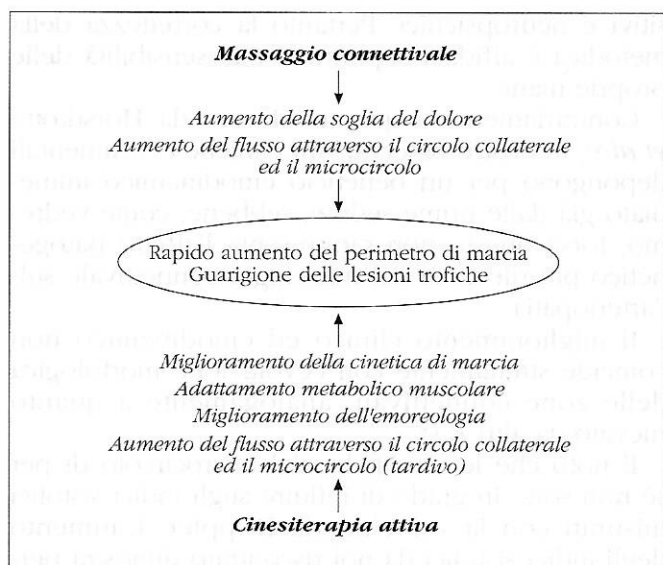 Massaggio connettivale
Aumento della soglia del dolore
Aumento del flusso attraverso il circolo collaterale
ed il microcircolo
Rapido aumento del perimetro di marcia
Guarigione delle lesioni trofiche
Miglioramento della cinetica di marcia
Adattamento metabolico muscolare
Miglioramento dell'emoreologia
Aumento del flusso attraverso il circolo collaterale
ed il microcircolo (tardivo)
Cinesiterapia attiva